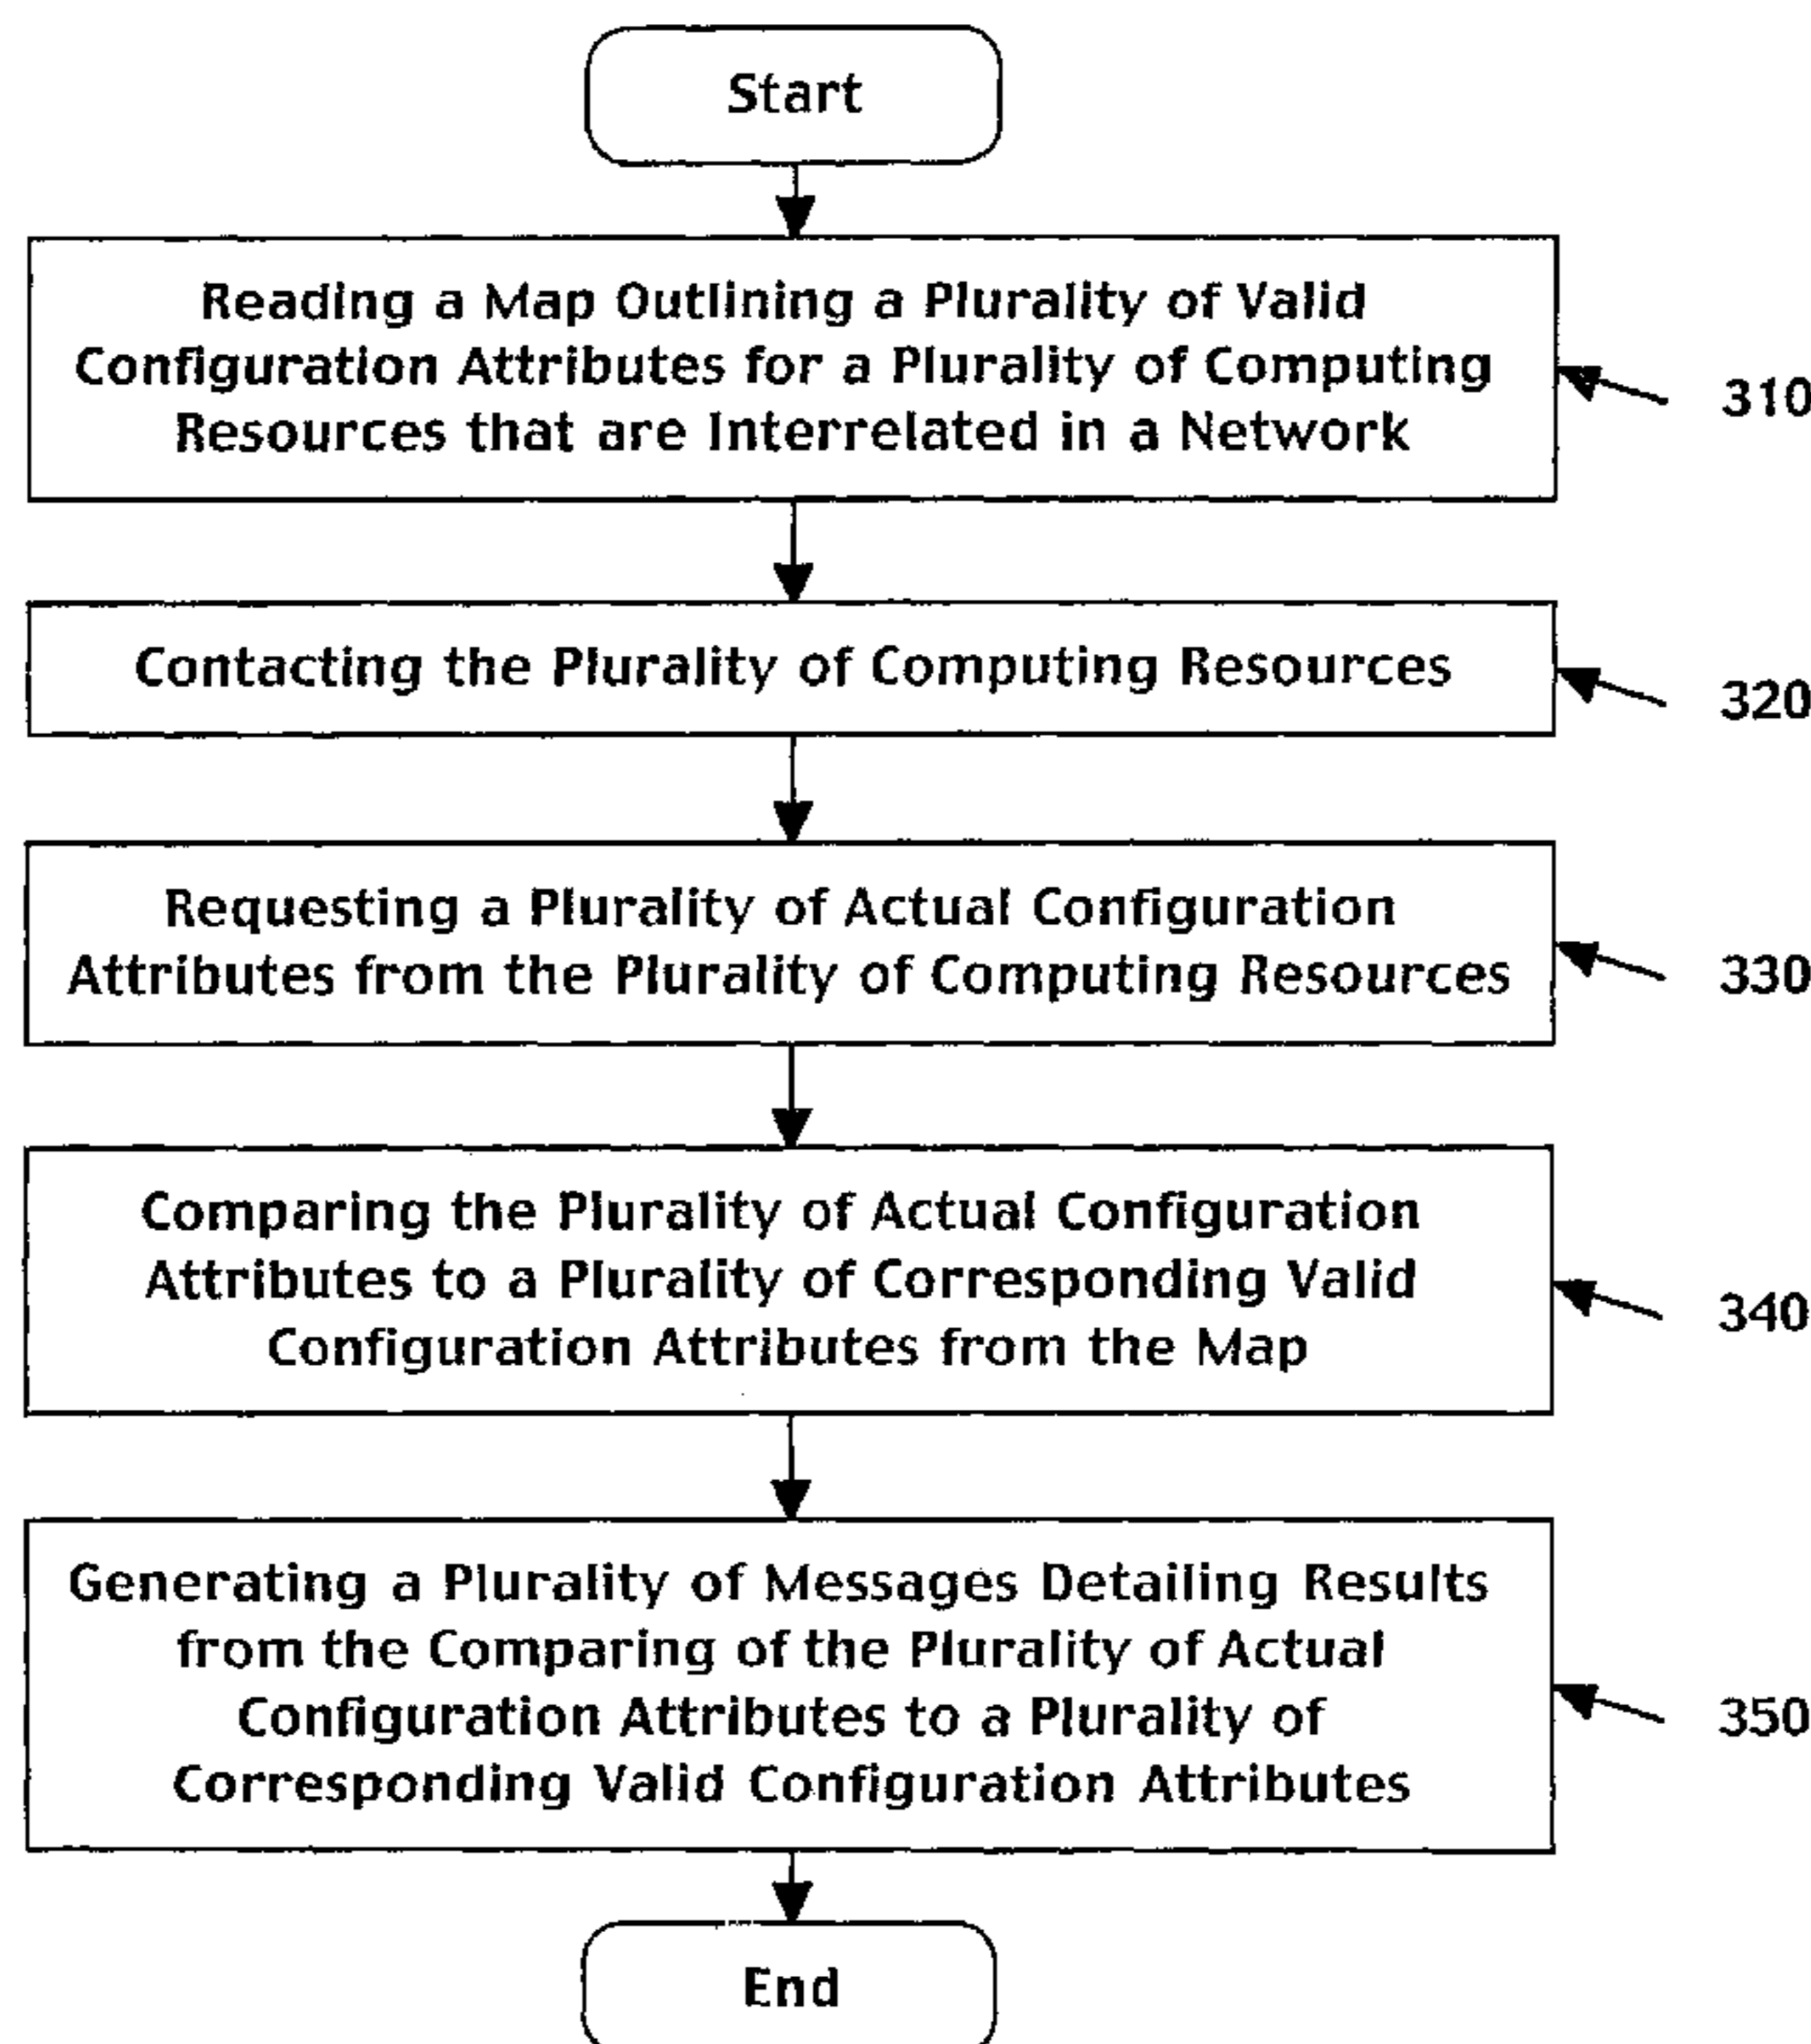 Start
Reading a Map Outlining a Plurality of Valid
Configuration Attributes for a Plurality of Computing
Resources that are Interrelated in a Network
310
Contacting the Plurality of Computing Resources
320
Requesting a Plurality of Actual Configuration
Attributes from the Plurality of Computing Resources
330
Comparing the Plurality of Actual Configuration
Attributes to a Plurality of Corresponding Valid
Configuration Attributes from the Map
340
Generating a Plurality of Messages Detailing Results
from the Comparing of the Plurality of Actual
Configuration Attributes to a Plurality of
Corresponding Valid Configuration Attributes
350
End